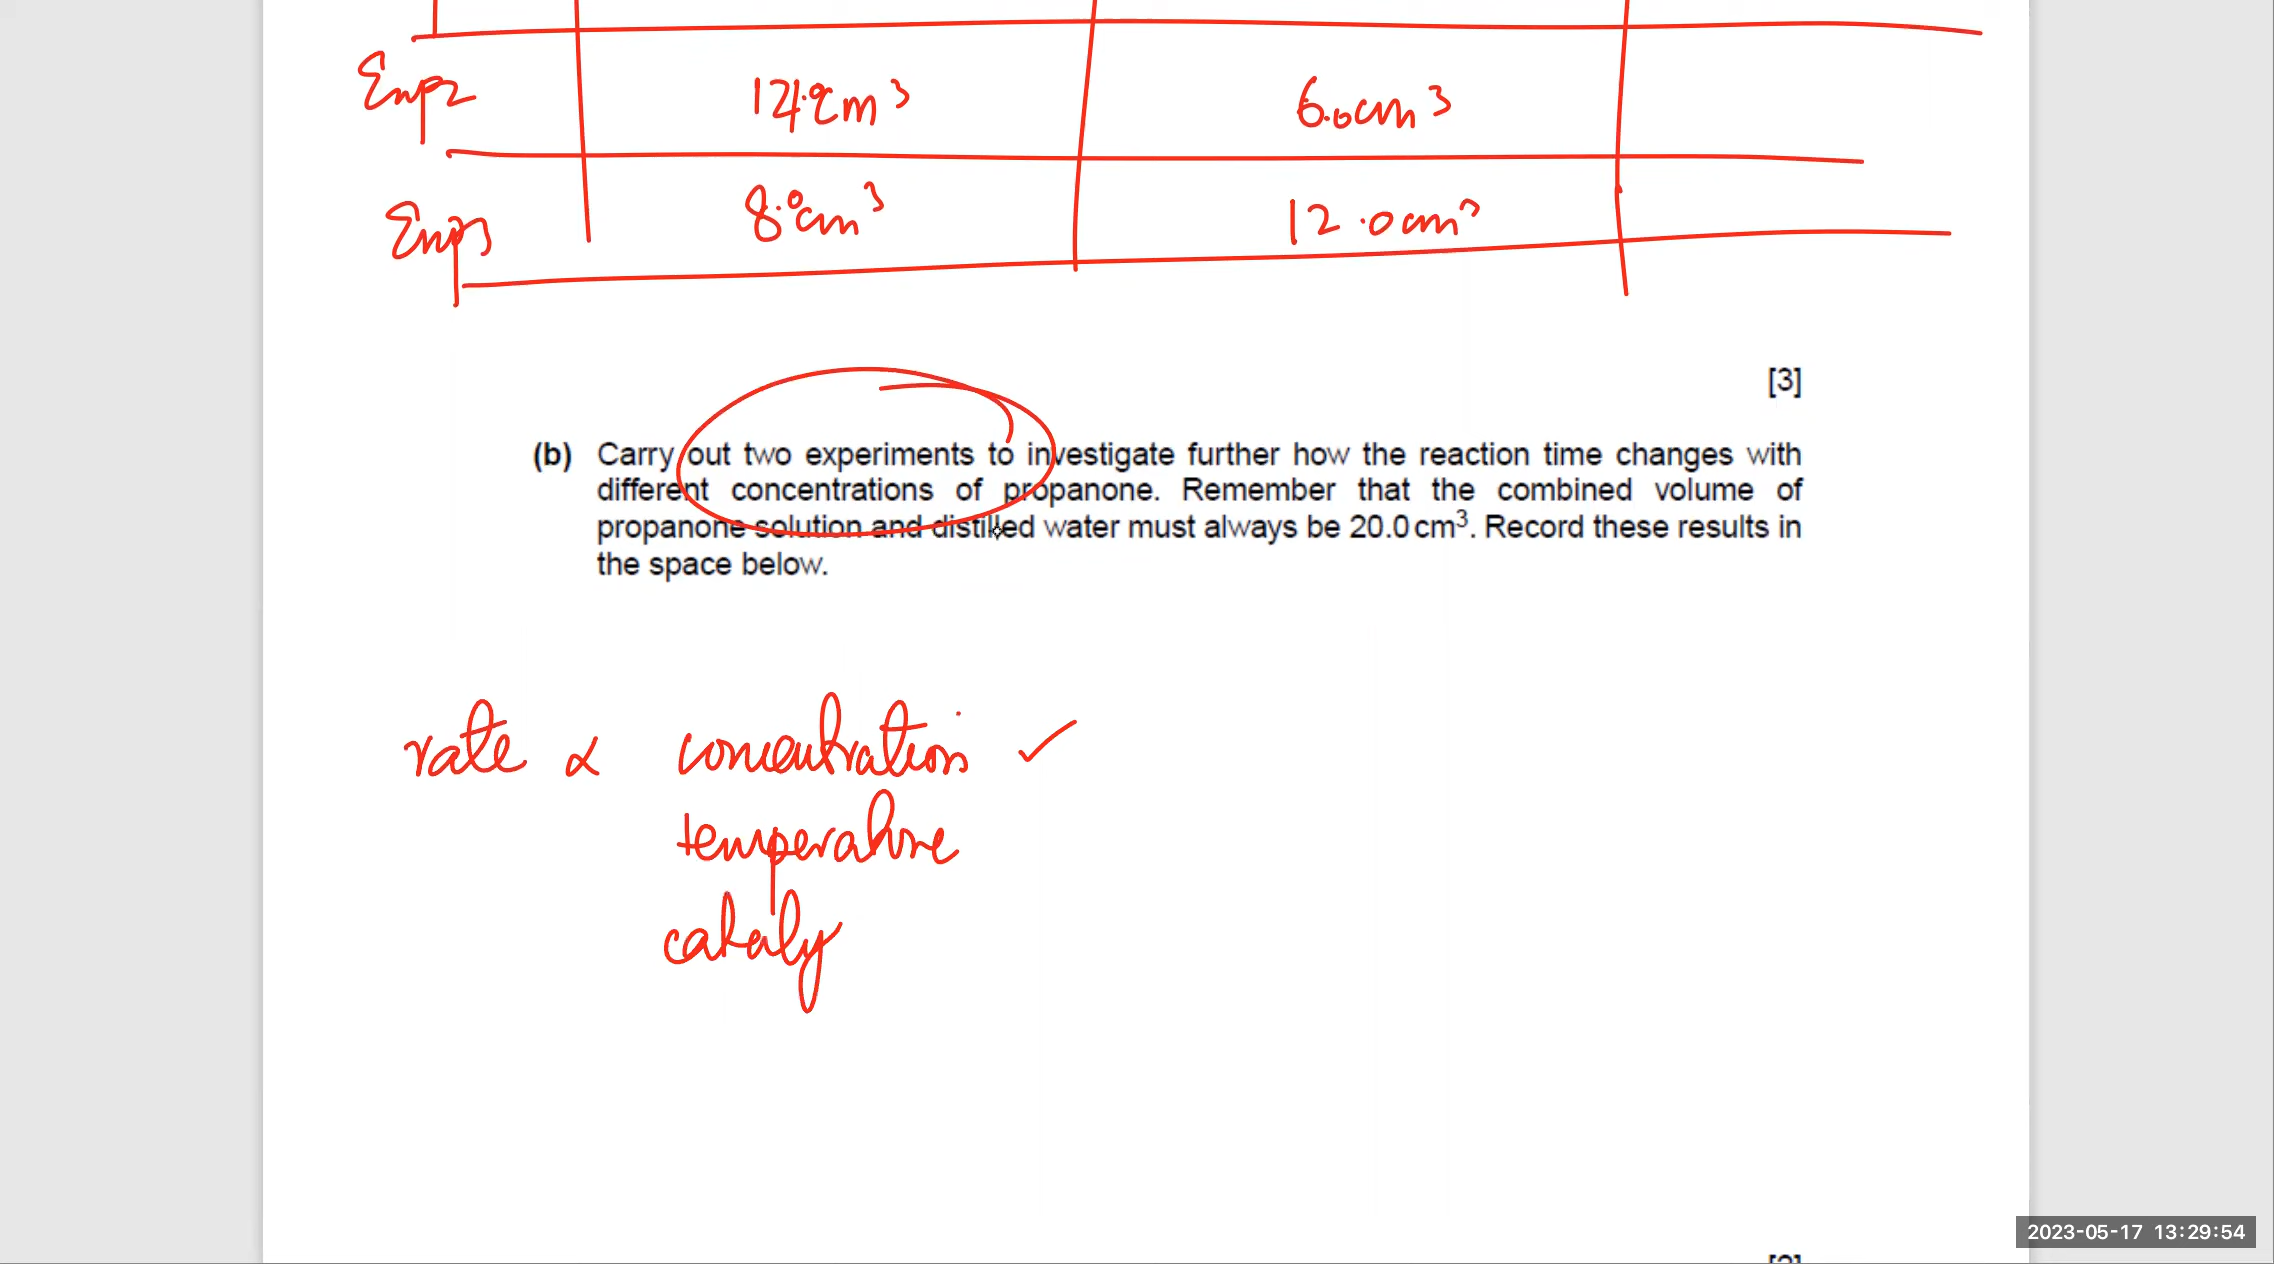 Exp2 14.0cm³ 6.0cm³
Exp3 8.0cm³ 12.0cm³
[3]
(b) Carry out two experiments to investigate further how the reaction time changes with
different concentrations of propanone. Remember that the combined volume of
propanone solution and distilled water must always be 20.0 cm³. Record these results in
the space below.
rate ∝ concentration ✓
temperature
cataly
2023-05-17 13:29:54